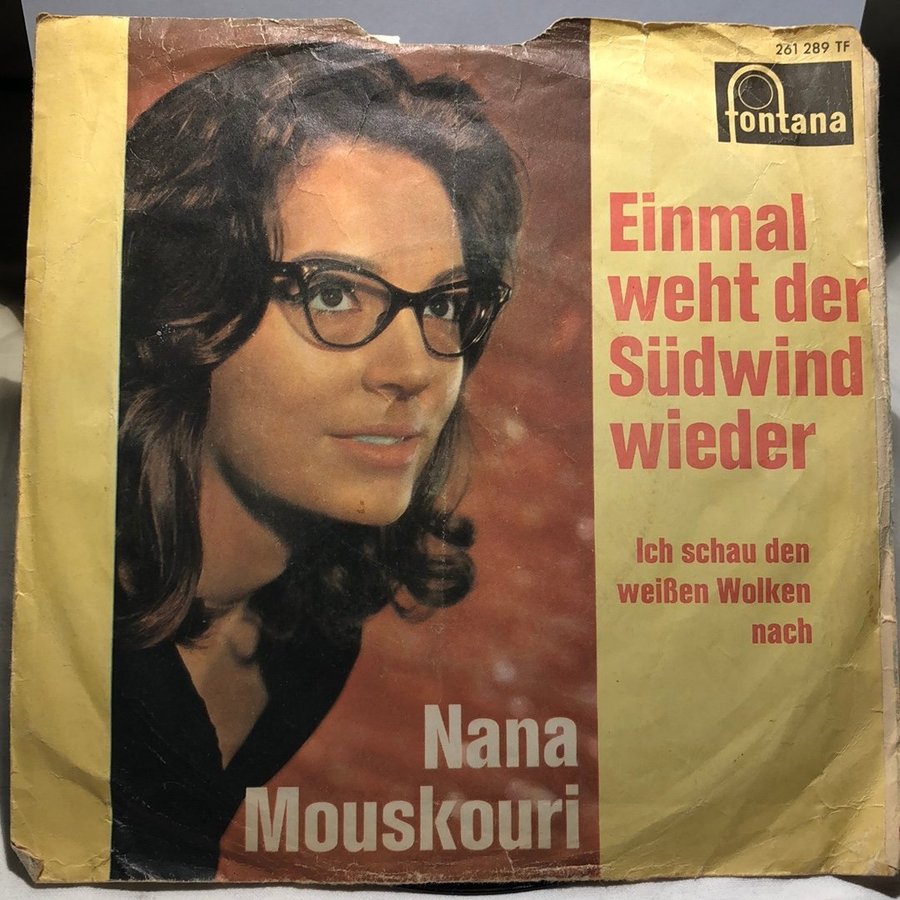 261 289 TF
fontana
Einmal
weht der
Südwind
wieder
Ich schau den
weißen Wolken
nach
Nana
Mouskouri